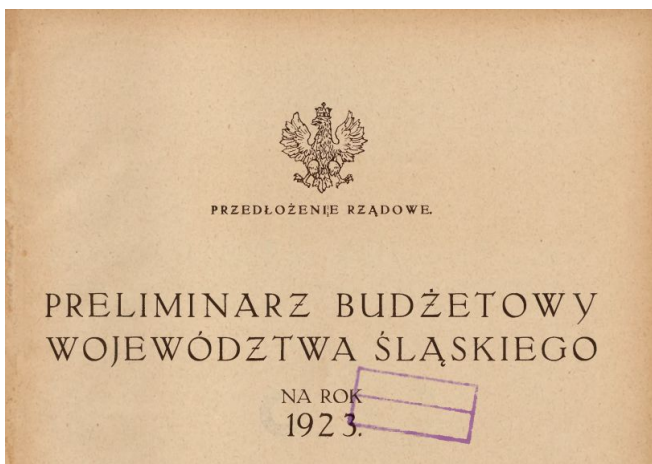 PRZEDŁOŻENIE RZĄDOWE.
PRELIMINARZ BUDŻETOWY
WOJEWÓDZTWA ŚLĄSKIEGO
NA ROK
1923.